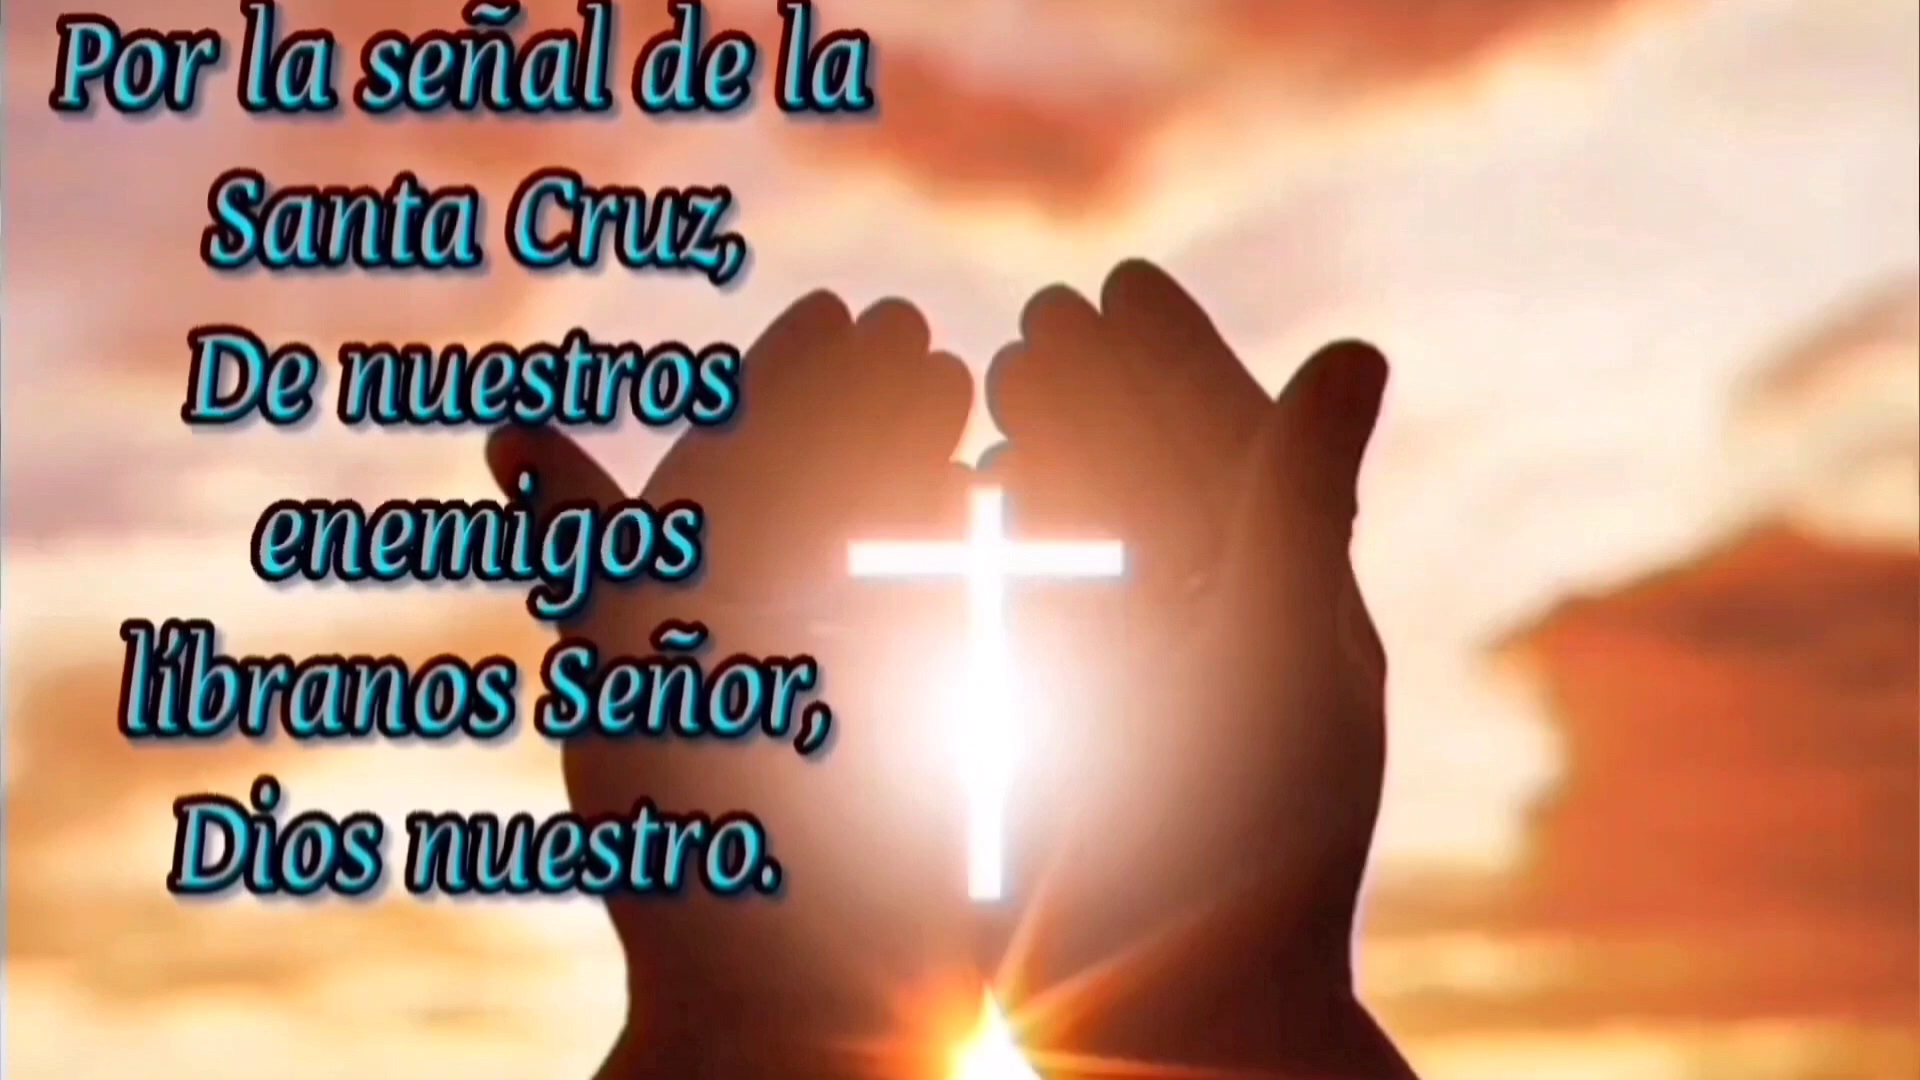 Por la señal de la
Santa Cruz,
De nuestros
enemigos
líbranos Señor,
Dios nuestro.